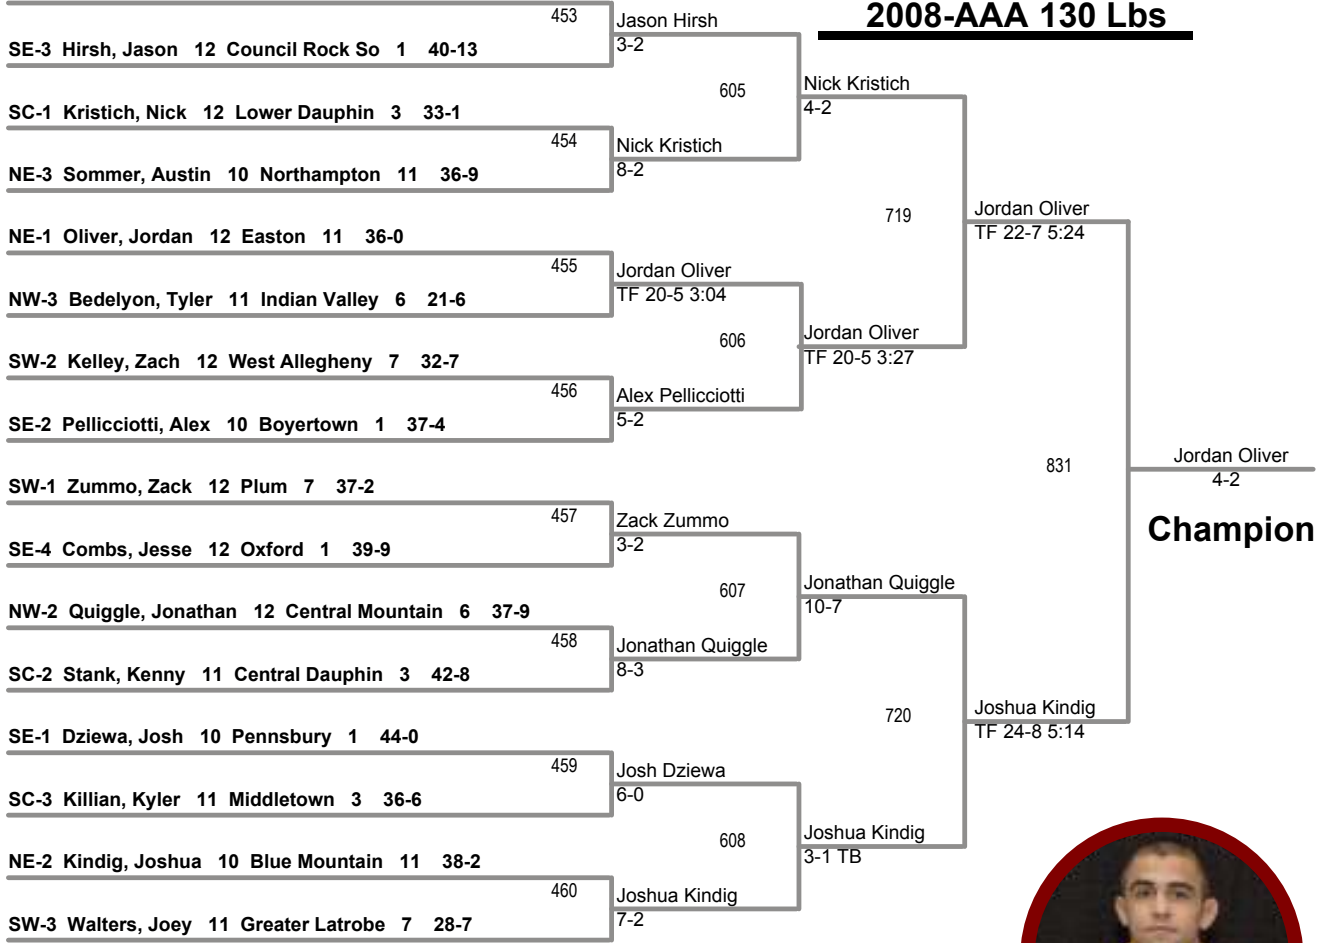 2008-AAA 130 Lbs
453
Jason Hirsh
3-2
SE-3 Hirsh, Jason 12 Council Rock So 1 40-13
605
Nick Kristich
4-2
SC-1 Kristich, Nick 12 Lower Dauphin 3 33-1
454
Nick Kristich
8-2
NE-3 Sommer, Austin 10 Northampton 11 36-9
719
Jordan Oliver
TF 22-7 5:24
NE-1 Oliver, Jordan 12 Easton 11 36-0
455
Jordan Oliver
TF 20-5 3:04
NW-3 Bedelyon, Tyler 11 Indian Valley 6 21-6
606
Jordan Oliver
TF 20-5 3:27
SW-2 Kelley, Zach 12 West Allegheny 7 32-7
456
Alex Pellicciotti
5-2
SE-2 Pellicciotti, Alex 10 Boyertown 1 37-4
831
Jordan Oliver
4-2
Champion
SW-1 Zummo, Zack 12 Plum 7 37-2
457
Zack Zummo
3-2
SE-4 Combs, Jesse 12 Oxford 1 39-9
607
Jonathan Quiggle
10-7
NW-2 Quiggle, Jonathan 12 Central Mountain 6 37-9
458
Jonathan Quiggle
8-3
SC-2 Stank, Kenny 11 Central Dauphin 3 42-8
720
Joshua Kindig
TF 24-8 5:14
SE-1 Dziewa, Josh 10 Pennsbury 1 44-0
459
Josh Dziewa
6-0
SC-3 Killian, Kyler 11 Middletown 3 36-6
608
Joshua Kindig
3-1 TB
NE-2 Kindig, Joshua 10 Blue Mountain 11 38-2
460
Joshua Kindig
7-2
SW-3 Walters, Joey 11 Greater Latrobe 7 28-7